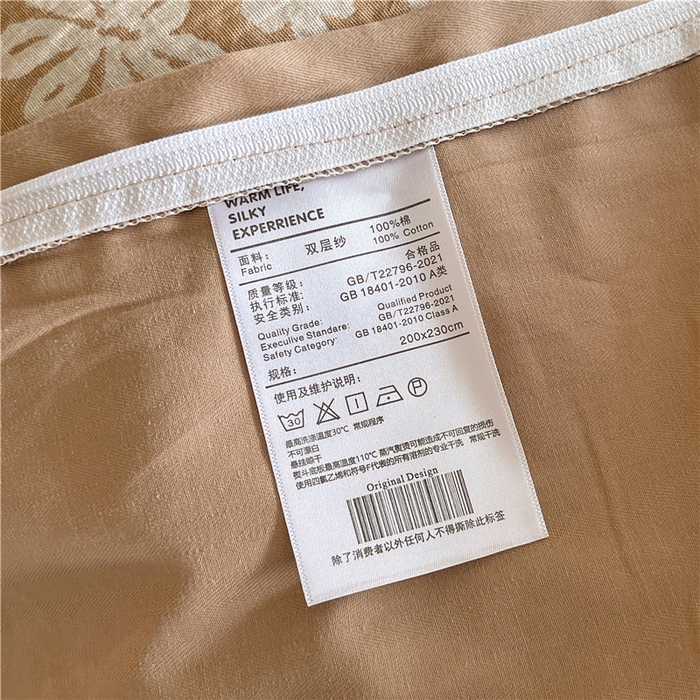 WARM LIFE,
SILKY
EXPERRIENCE
面料: 双层纱 100%棉
Fabric 100% Cotton
质量等级: 合格品
执行标准: GB/T22796-2021
安全类别: GB 18401-2010 A类
Quality Grade: Qualified Product
Executive Standare: GB/T22796-2021
Safety Category: GB 18401-2010 Class A
规格: 200x230cm
使用及维护说明:
30 P
最高洗涤温度30℃ 常规程序
不可漂白
悬挂晾干
熨斗底板最高温度110℃ 蒸汽熨烫可能造成不可回复的损伤
使用四氯乙烯和符号F代表的所有溶剂的专业干洗 常规干洗
Original Design
除了消费者以外任何人不得撕除此标签